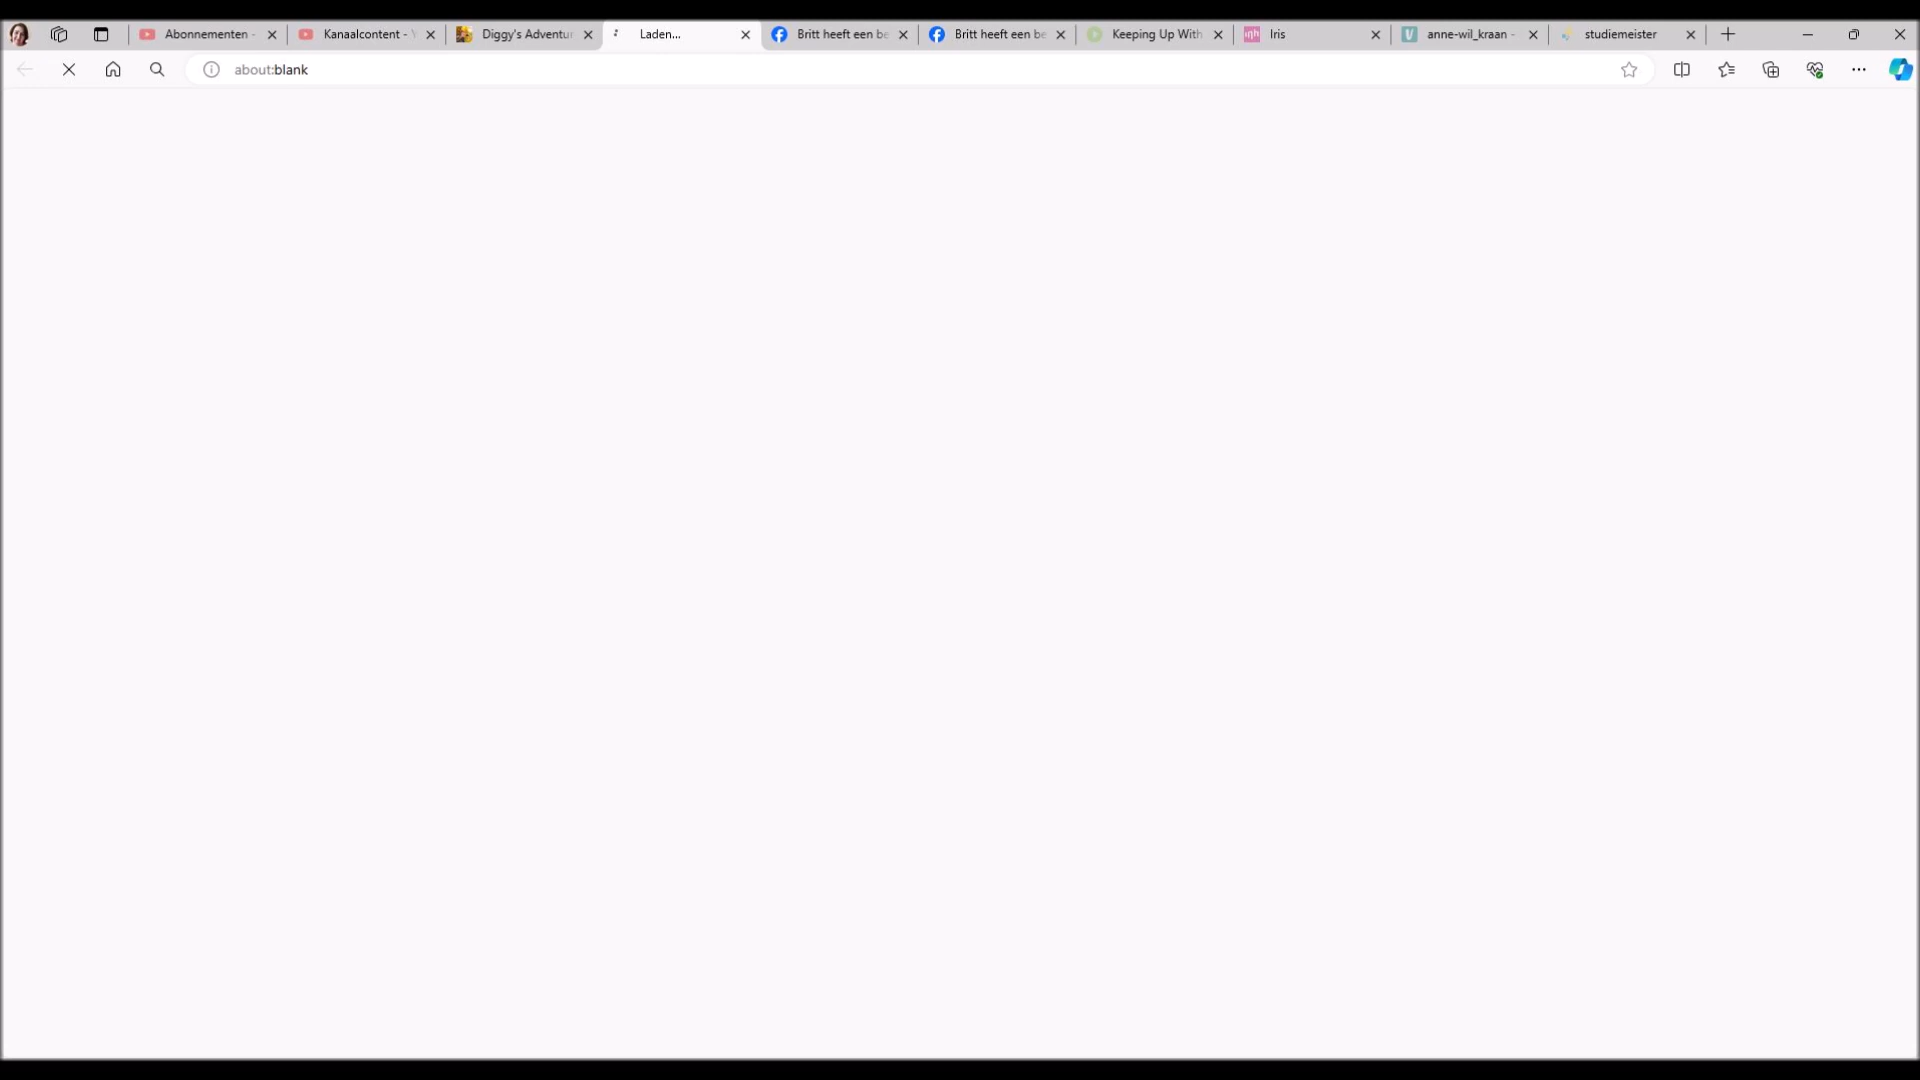 Abonnementen -
Kanaalcontent -
Diggy's Adventu
Laden...
Britt heeft een be
Britt heeft een be
Keeping Up With
Iris
anne-wil_kraan -
studiemeister
about:blank